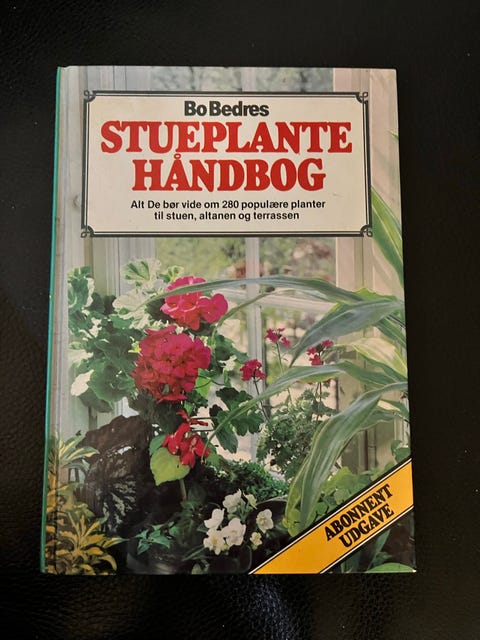 Bo Bedres
STUEPLANTE
HÅNDBOG
Alt De bør vide om 280 populære planter
til stuen, altanen og terrassen
ABONNENT
UDGAVE